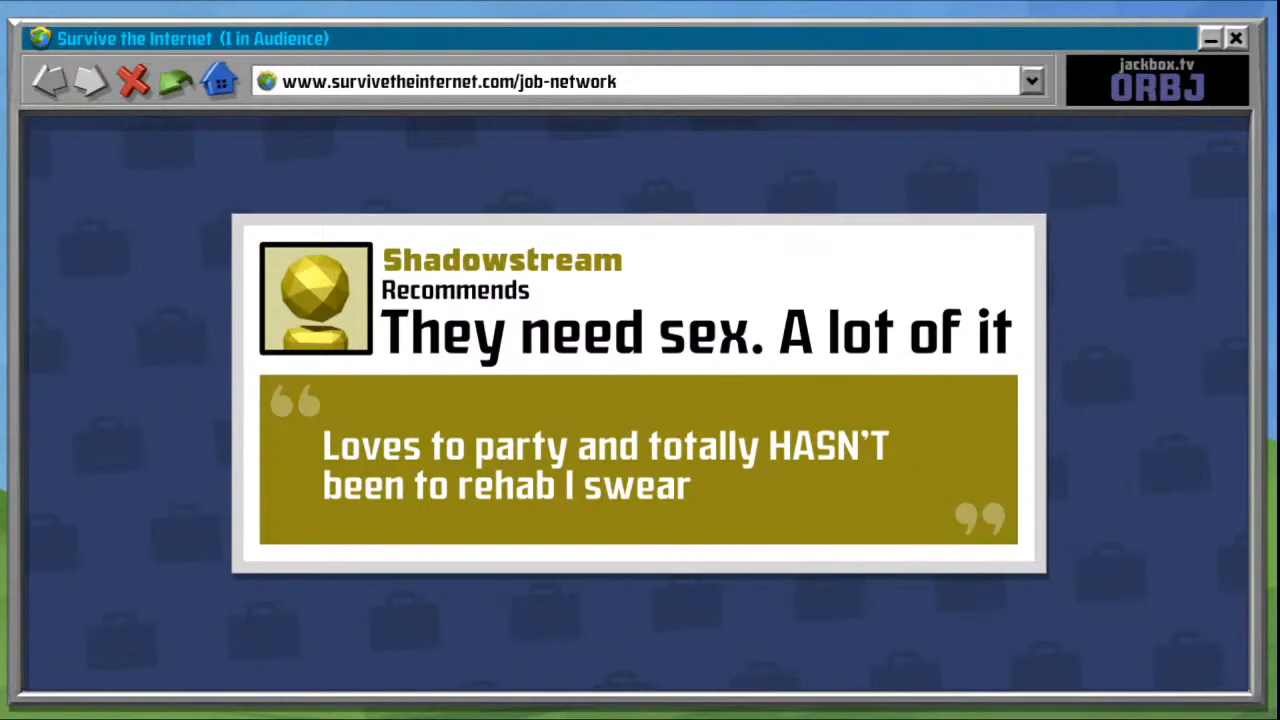 Survive the Internet (1 in Audience)
www.survivetheinternet.com/job-network
jackbox.tv
ORBJ
Shadowstream
Recommends
They need sex. A lot of it
“
Loves to party and totally HASN'T
been to rehab I swear
”